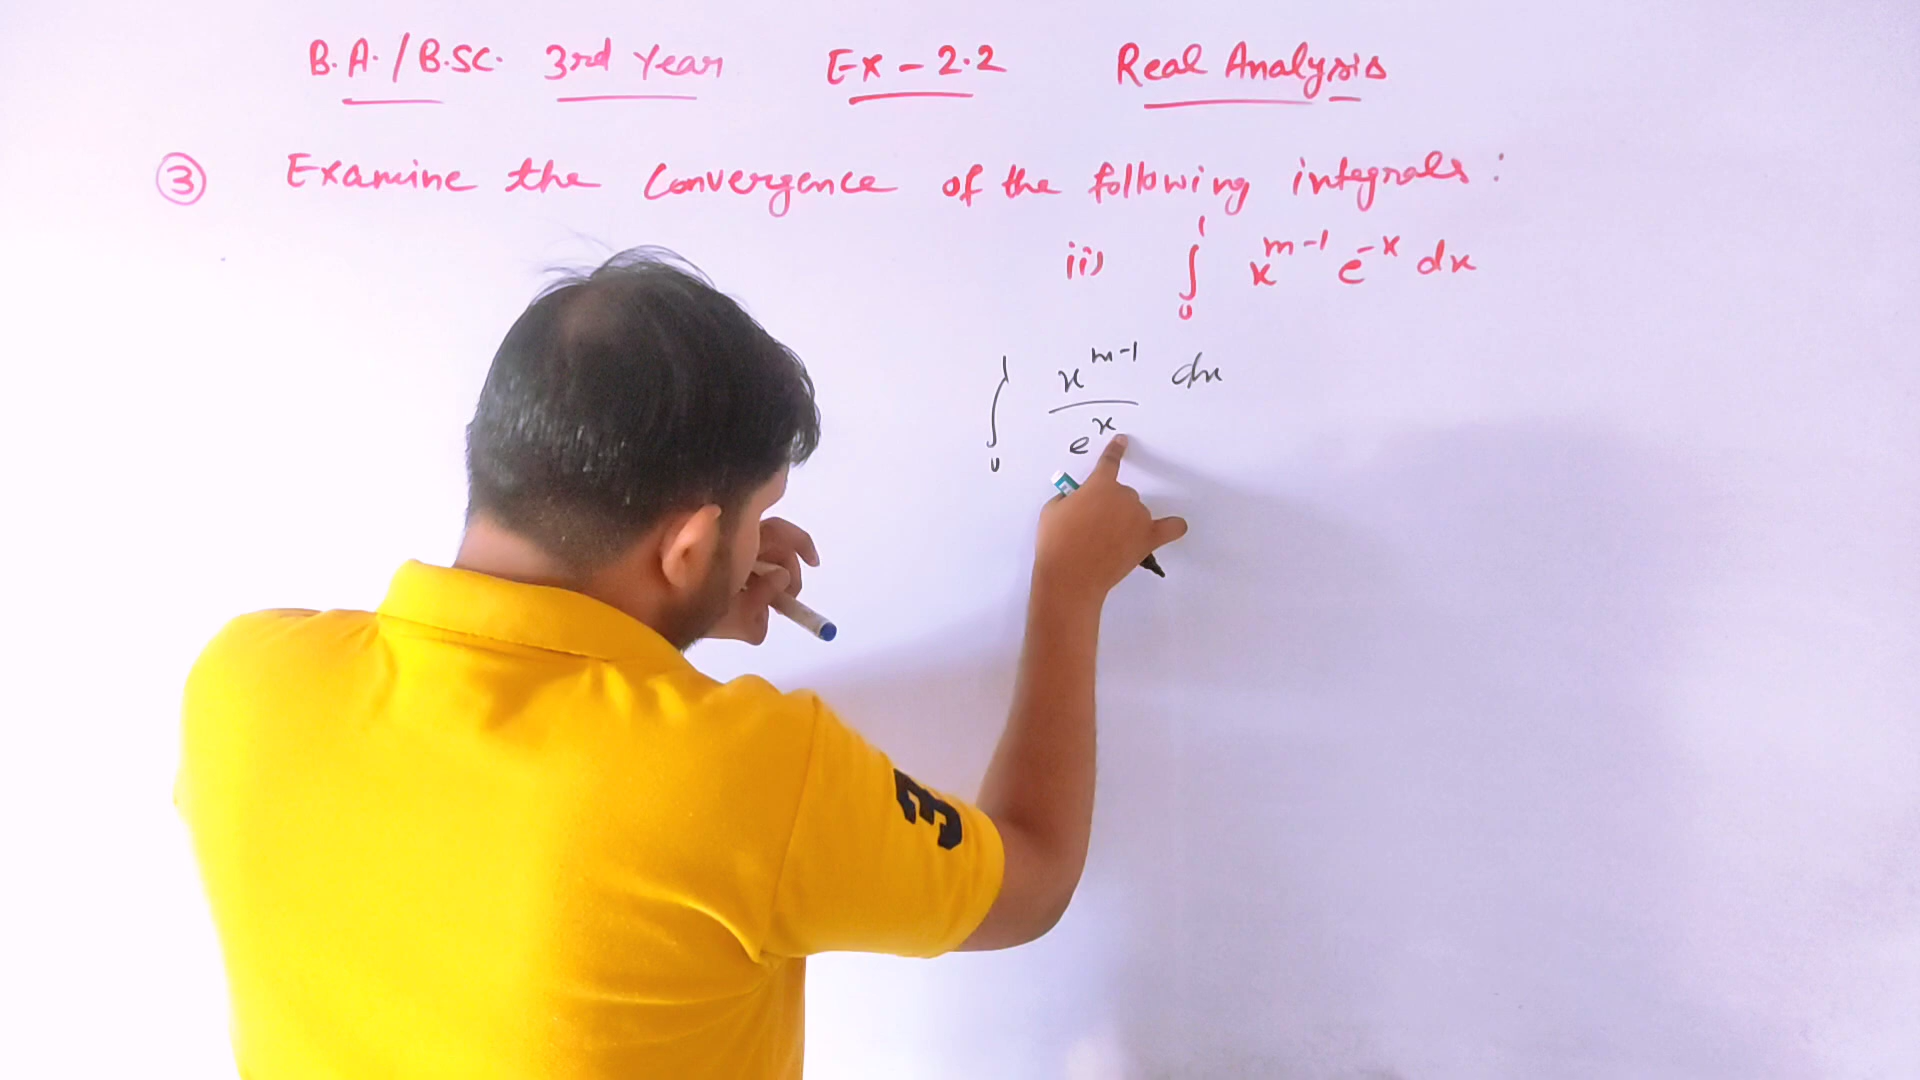 B.A./B.SC. 3rd Year Ex - 2.2 Real Analysis
3 Examine the Convergence of the following integrals :
ii) ∫₀¹ x^{m-1} e^{-x} dx
∫₀¹ x^{m-1}/e^x dx
3